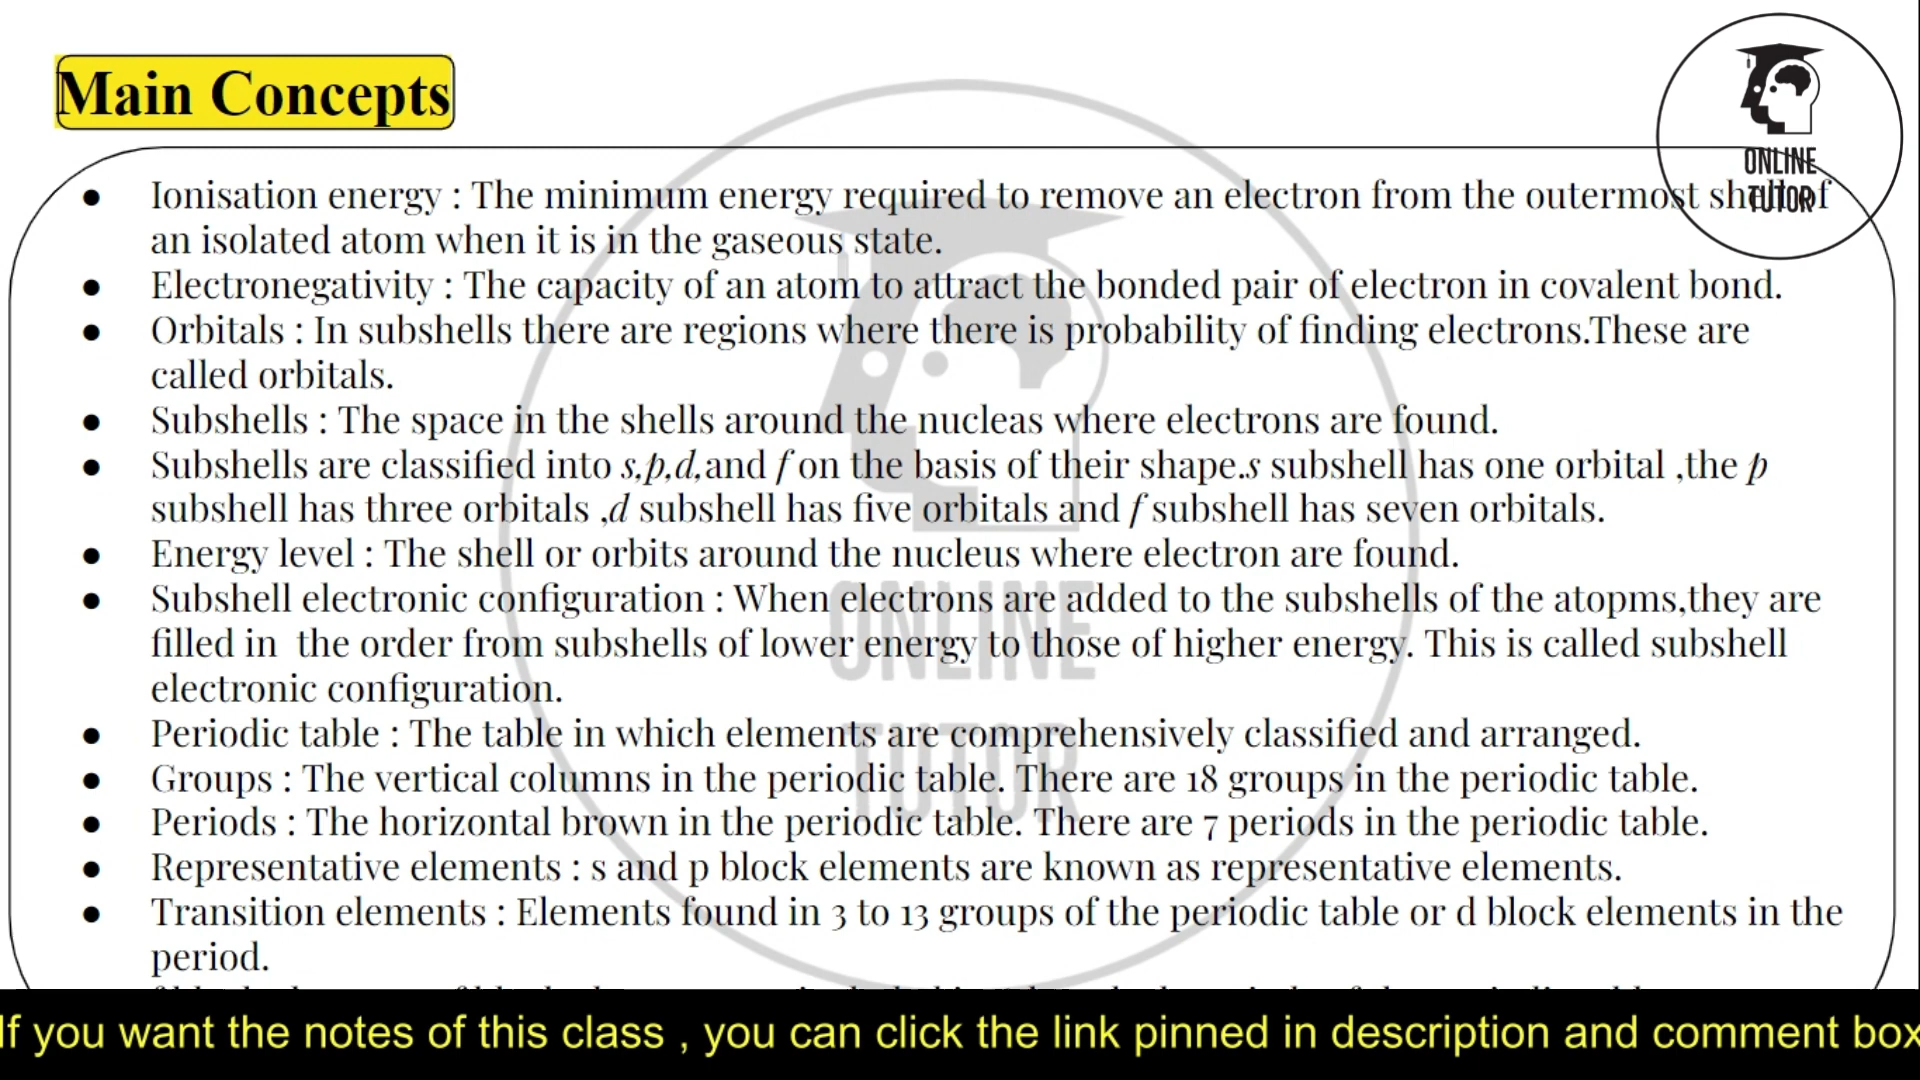 Main Concepts
ONLINE
TUTOR
● Ionisation energy : The minimum energy required to remove an electron from the outermost shell of
an isolated atom when it is in the gaseous state.
● Electronegativity : The capacity of an atom to attract the bonded pair of electron in covalent bond.
● Orbitals : In subshells there are regions where there is probability of finding electrons.These are
called orbitals.
● Subshells : The space in the shells around the nucleas where electrons are found.
● Subshells are classified into s,p,d,and f on the basis of their shape.s subshell has one orbital ,the p
subshell has three orbitals ,d subshell has five orbitals and f subshell has seven orbitals.
● Energy level : The shell or orbits around the nucleus where electron are found.
● Subshell electronic configuration : When electrons are added to the subshells of the atopms,they are
filled in the order from subshells of lower energy to those of higher energy. This is called subshell
electronic configuration.
● Periodic table : The table in which elements are comprehensively classified and arranged.
● Groups : The vertical columns in the periodic table. There are 18 groups in the periodic table.
● Periods : The horizontal brown in the periodic table. There are 7 periods in the periodic table.
● Representative elements : s and p block elements are known as representative elements.
● Transition elements : Elements found in 3 to 13 groups of the periodic table or d block elements in the
period.
ONLINE
TUTOR
If you want the notes of this class , you can click the link pinned in description and comment box